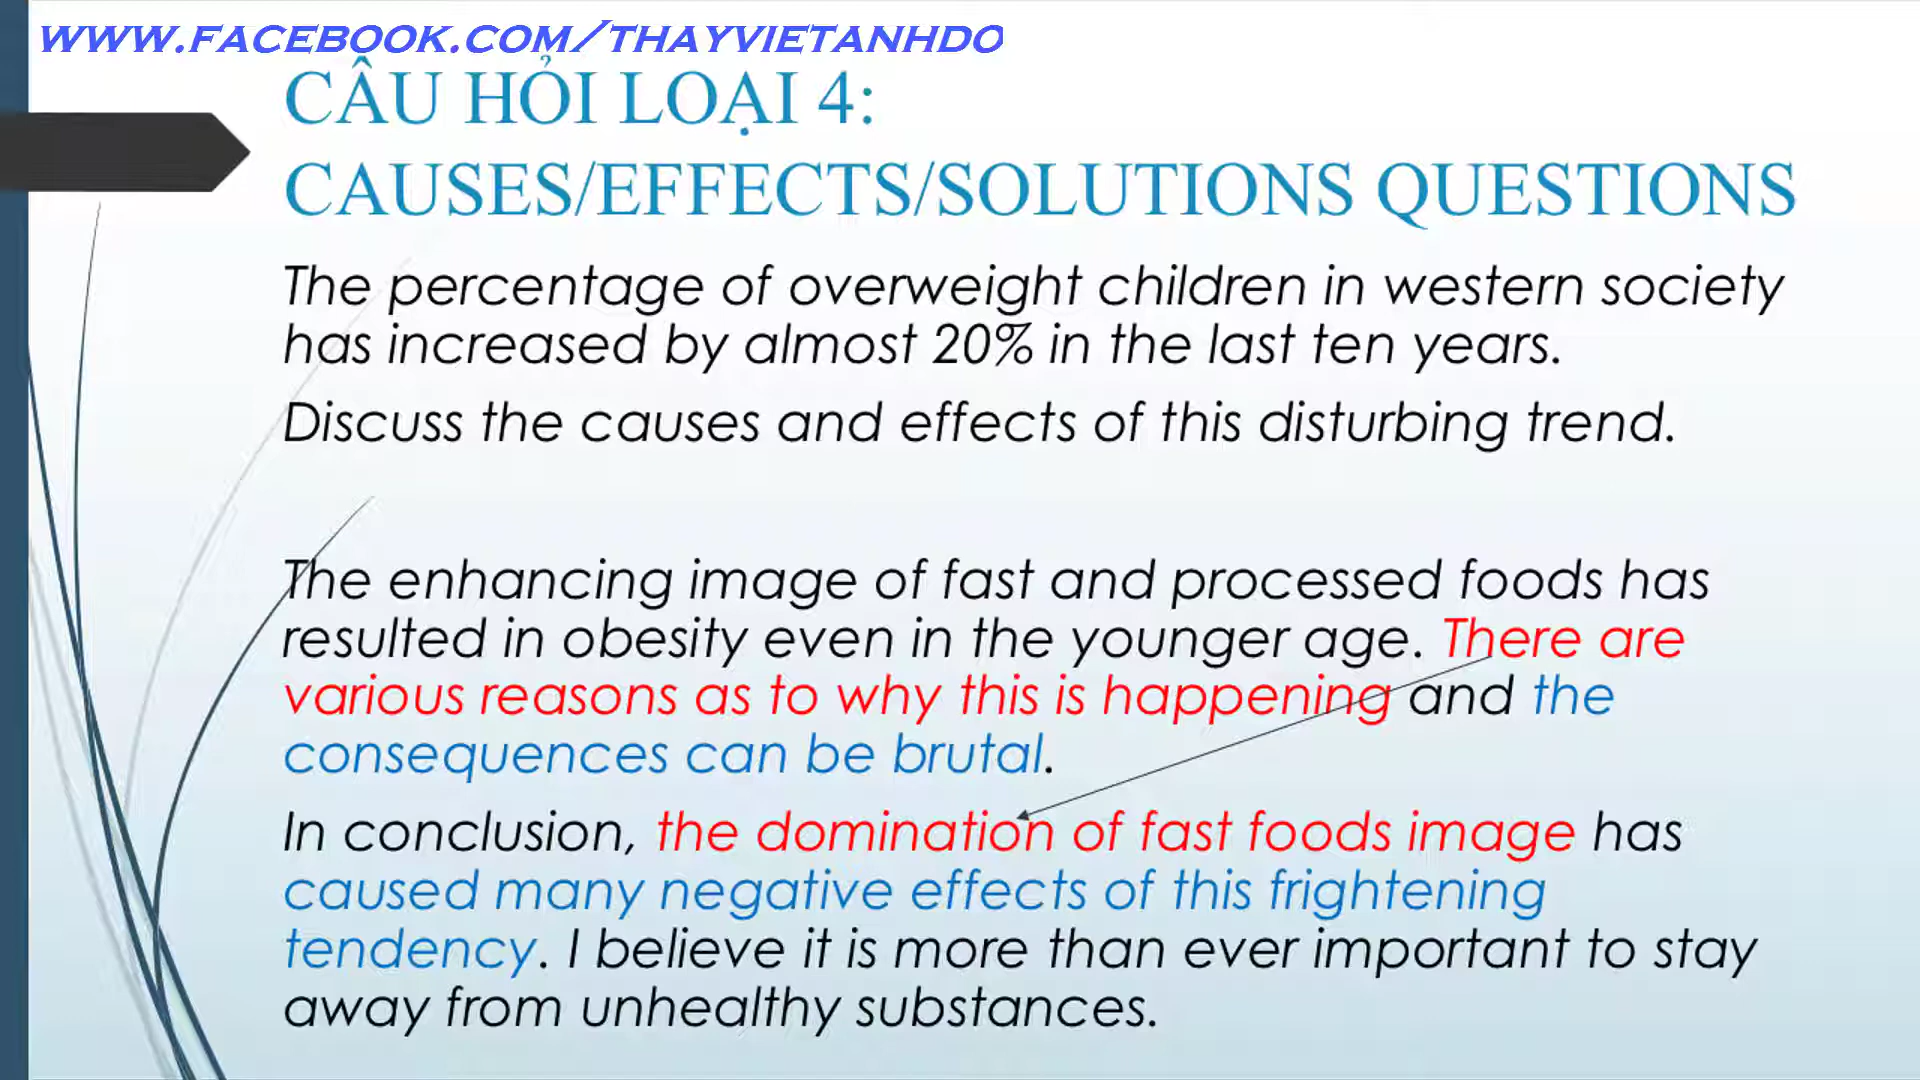 WWW.FACEBOOK.COM/THAYVIETANHDO
CÂU HỎI LOẠI 4:
CAUSES/EFFECTS/SOLUTIONS QUESTIONS
The percentage of overweight children in western society
has increased by almost 20% in the last ten years.
Discuss the causes and effects of this disturbing trend.
The enhancing image of fast and processed foods has
resulted in obesity even in the younger age. There are
various reasons as to why this is happening and the
consequences can be brutal.
In conclusion, the domination of fast foods image has
caused many negative effects of this frightening
tendency. I believe it is more than ever important to stay
away from unhealthy substances.